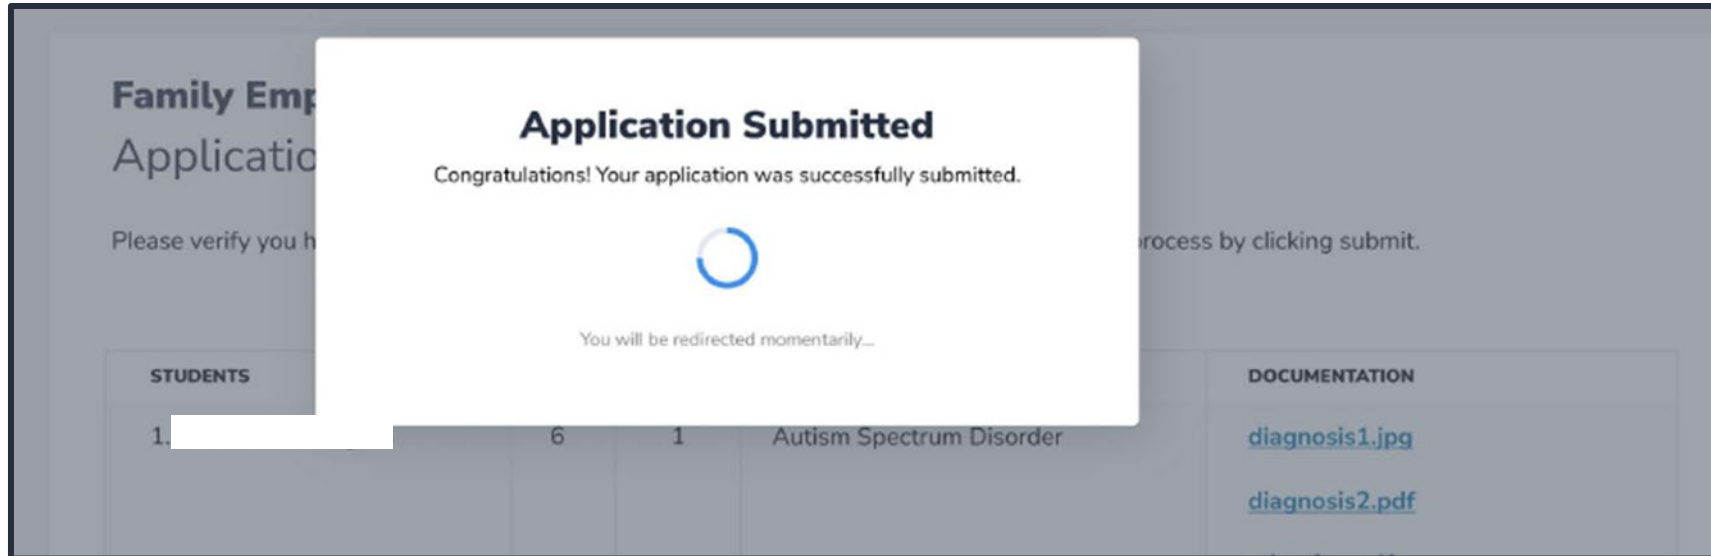 Family Emp
Application Submitted
Applicatio
Congratulations! Your application was successfully submitted.
Please verify you h
rocess by clicking submit.
You will be redirected momentarily...
STUDENTS DOCUMENTATION
1. 6 1 Autism Spectrum Disorder diagnosis1.jpg
diagnosis2.pdf